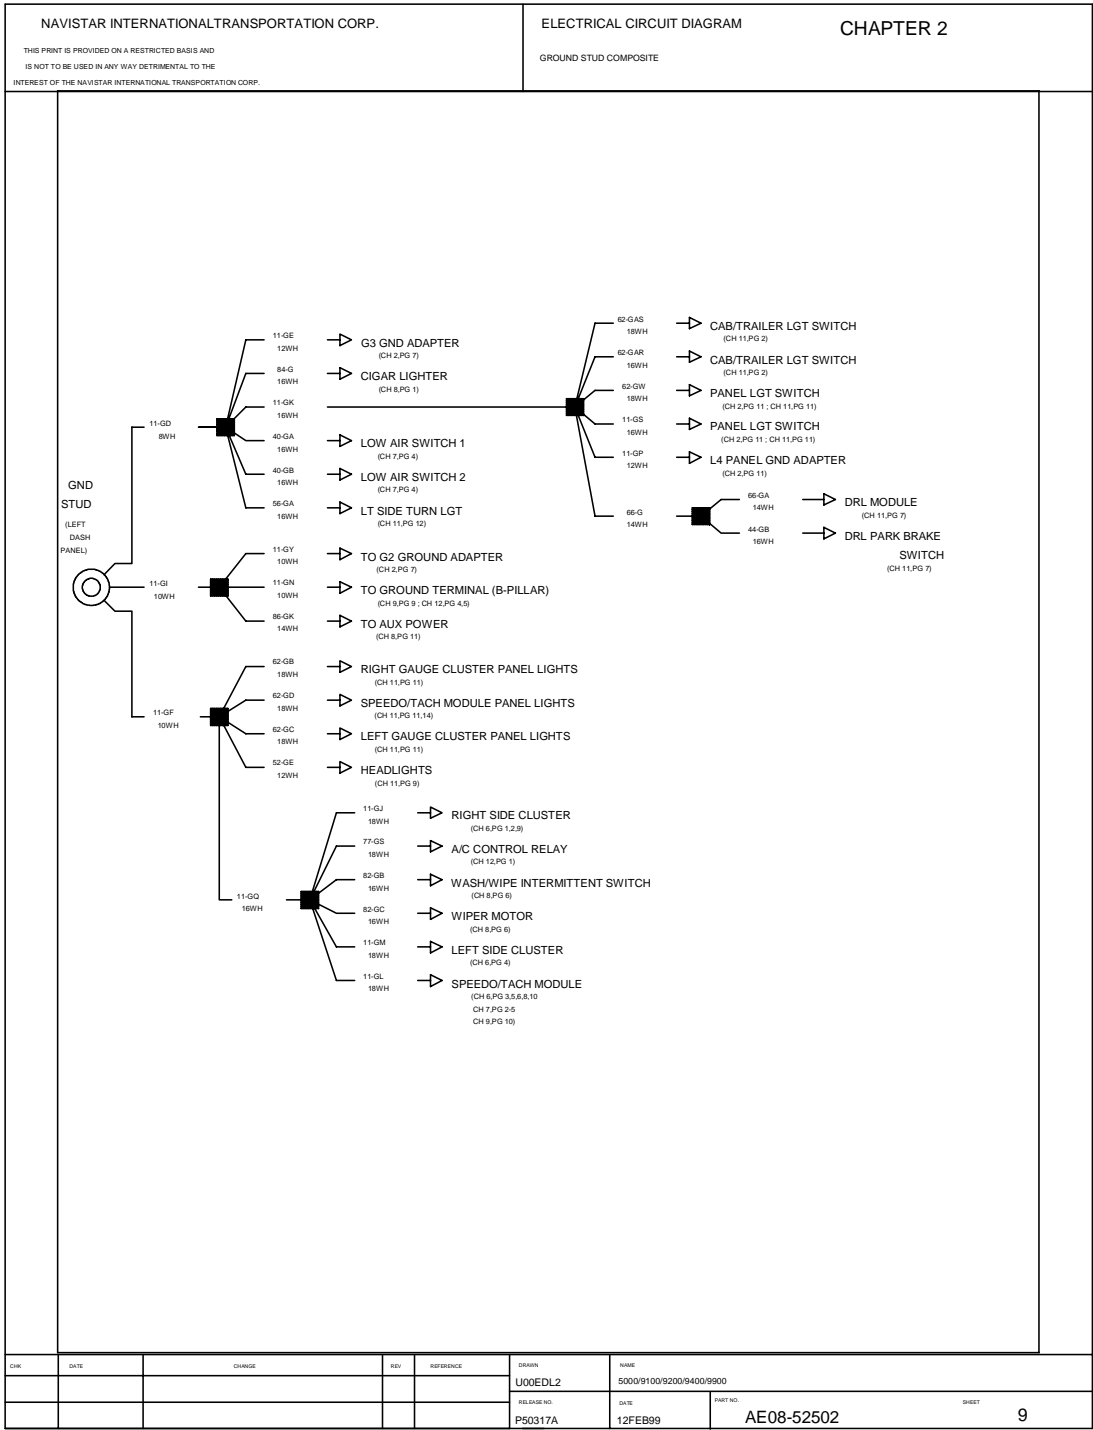 NAVISTAR INTERNATIONALTRANSPORTATION CORP.
THIS PRINT IS PROVIDED ON A RESTRICTED BASIS AND
IS NOT TO BE USED IN ANY WAY DETRIMENTAL TO THE
INTEREST OF THE NAVISTAR INTERNATIONAL TRANSPORTATION CORP.
ELECTRICAL CIRCUIT DIAGRAM
CHAPTER 2
GROUND STUD COMPOSITE
GND
STUD
(LEFT
DASH
PANEL)
11-GD
8WH
11-GE
12WH
G3 GND ADAPTER
(CH 2,PG 7)
84-G
16WH
CIGAR LIGHTER
(CH 8,PG 1)
11-GK
16WH
40-GA
16WH
LOW AIR SWITCH 1
(CH 7,PG 4)
40-GB
16WH
LOW AIR SWITCH 2
(CH 7,PG 4)
56-GA
16WH
LT SIDE TURN LGT
(CH 11,PG 12)
62-GAS
18WH
CAB/TRAILER LGT SWITCH
(CH 11,PG 2)
62-GAR
16WH
CAB/TRAILER LGT SWITCH
(CH 11,PG 2)
62-GW
18WH
PANEL LGT SWITCH
(CH 2,PG 11 ; CH 11,PG 11)
11-GS
16WH
PANEL LGT SWITCH
(CH 2,PG 11 ; CH 11,PG 11)
11-GP
12WH
L4 PANEL GND ADAPTER
(CH 2,PG 11)
66-G
14WH
66-GA
14WH
DRL MODULE
(CH 11,PG 7)
44-GB
16WH
DRL PARK BRAKE
SWITCH
(CH 11,PG 7)
11-GI
10WH
11-GY
10WH
TO G2 GROUND ADAPTER
(CH 2,PG 7)
11-GN
10WH
TO GROUND TERMINAL (B-PILLAR)
(CH 9,PG 9 ; CH 12,PG 4,5)
86-GK
14WH
TO AUX POWER
(CH 8,PG 11)
11-GF
10WH
62-GB
18WH
RIGHT GAUGE CLUSTER PANEL LIGHTS
(CH 11,PG 11)
62-GD
18WH
SPEEDO/TACH MODULE PANEL LIGHTS
(CH 11,PG 11,14)
62-GC
18WH
LEFT GAUGE CLUSTER PANEL LIGHTS
(CH 11,PG 11)
52-GE
12WH
HEADLIGHTS
(CH 11,PG 9)
11-GQ
16WH
11-GJ
18WH
RIGHT SIDE CLUSTER
(CH 6,PG 1,2,9)
77-GS
18WH
A/C CONTROL RELAY
(CH 12,PG 1)
82-GB
16WH
WASH/WIPE INTERMITTENT SWITCH
(CH 8,PG 6)
82-GC
16WH
WIPER MOTOR
(CH 8,PG 6)
11-GM
18WH
LEFT SIDE CLUSTER
(CH 6,PG 4)
11-GL
18WH
SPEEDO/TACH MODULE
(CH 6,PG 3,5,6,8,10
CH 7,PG 2-5
CH 9,PG 10)
CHK DATE CHANGE REV REFERENCE
DRAWN
U00EDL2
NAME
5000/9100/9200/9400/9900
RELEASE NO.
P50317A
DATE
12FEB99
PART NO.
AE08-52502
SHEET
9